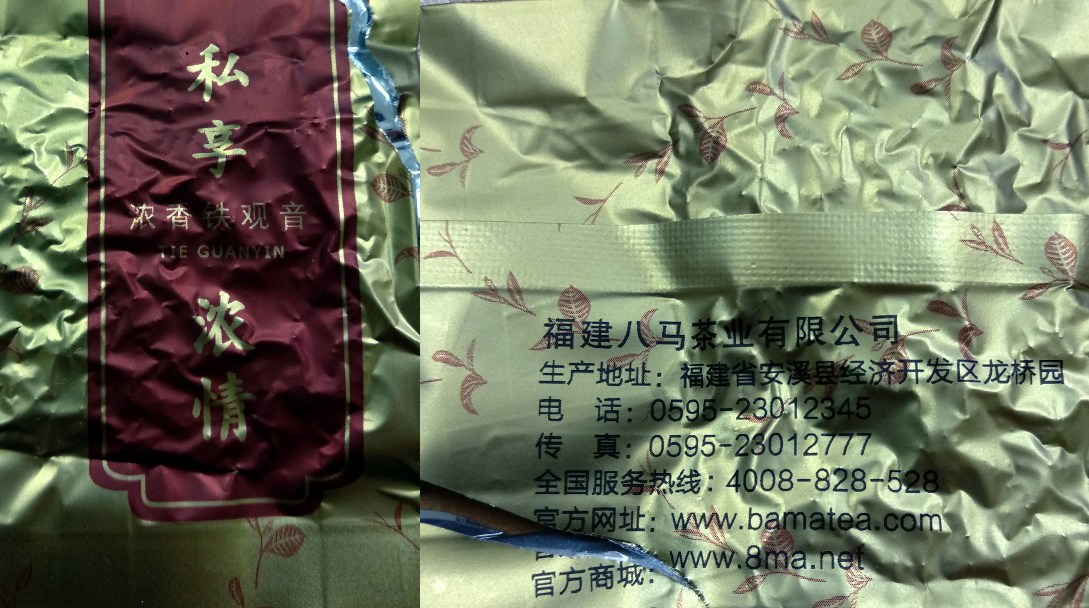 私享
浓香铁观音
TIE GUANYIN
浓情
福建八马茶业有限公司
生产地址：福建省安溪县经济开发区龙桥园
电 话：0595-23012345
传 真：0595-23012777
全国服务热线：4008-828-528
官方网址：www.bamatea.com
官方商城：www.8ma.net